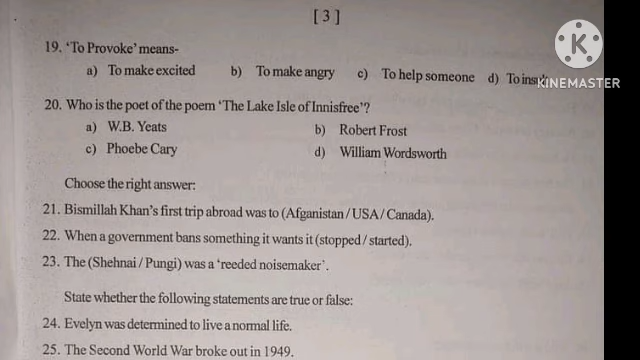 [ 3 ]
19. 'To Provoke' means-
a) To make excited b) To make angry c) To help someone d) To
KINEMASTER
20. Who is the poet of the poem 'The Lake Isle of Innisfree'?
a) W.B. Yeats b) Robert Frost
c) Phoebe Cary d) William Wordsworth
Choose the right answer:
21. Bismillah Khan's first trip abroad was to (Afganistan / USA / Canada).
22. When a government bans something it wants it (stopped / started).
23. The (Shehnai / Pungi) was a 'reeded noisemaker'.
State whether the following statements are true or false:
24. Evelyn was determined to live a normal life.
25. The Second World War broke out in 1949.